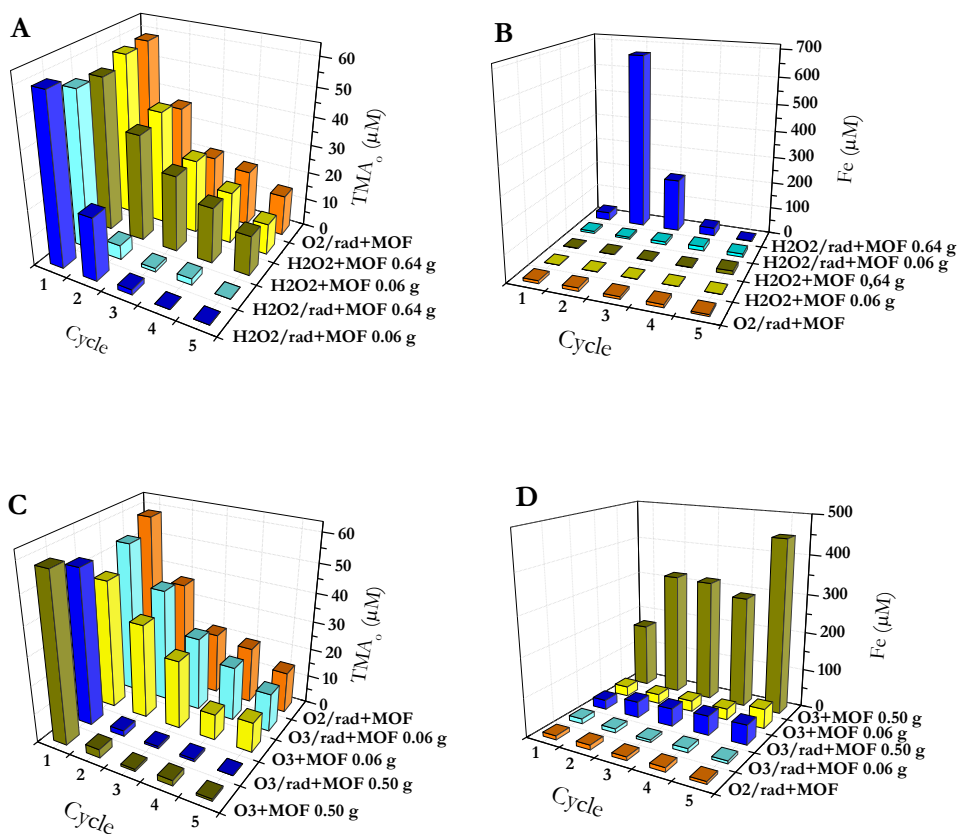 A
60
50
40
30
20
10
0
TMAₒ (μM)
1
2
3
4
5
Cycle
O2/rad+MOF
H2O2+MOF 0.64 g
H2O2+MOF 0.06 g
H2O2/rad+MOF 0.64 g
H2O2/rad+MOF 0.06 g
B
700
600
500
400
300
200
100
0
Fe (μM)
1
2
3
4
5
Cycle
H2O2/rad+MOF 0.64 g
H2O2/rad+MOF 0.06 g
H2O2+MOF 0,64 g
H2O2+MOF 0.06 g
O2/rad+MOF
C
60
50
40
30
20
10
0
TMAₒ (μM)
1
2
3
4
5
Cycle
O2/rad+MOF
O3/rad+MOF 0.06 g
O3+MOF 0.06 g
O3/rad+MOF 0.50 g
O3+MOF 0.50 g
D
500
400
300
200
100
0
Fe (μM)
1
2
3
4
5
Cycle
O3+MOF 0.50 g
O3+MOF 0.06 g
O3/rad+MOF 0.50 g
O3/rad+MOF 0.06 g
O2/rad+MOF